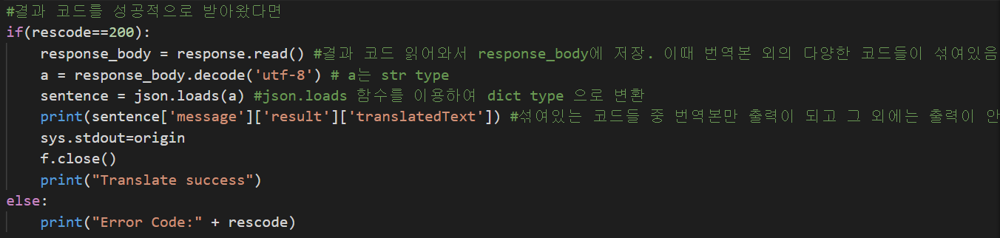 #결과 코드를 성공적으로 받아왔다면
if(rescode==200):
    response_body = response.read() #결과 코드 읽어와서 response_body에 저장. 이때 번역본 외의 다양한 코드들이 섞여있음
    a = response_body.decode('utf-8') # a는 str type
    sentence = json.loads(a) #json.loads 함수를 이용하여 dict type 으로 변환
    print(sentence['message']['result']['translatedText']) #섞여있는 코드들 중 번역본만 출력이 되고 그 외에는 출력이 안
    sys.stdout=origin
    f.close()
    print("Translate success")
else:
    print("Error Code:" + rescode)